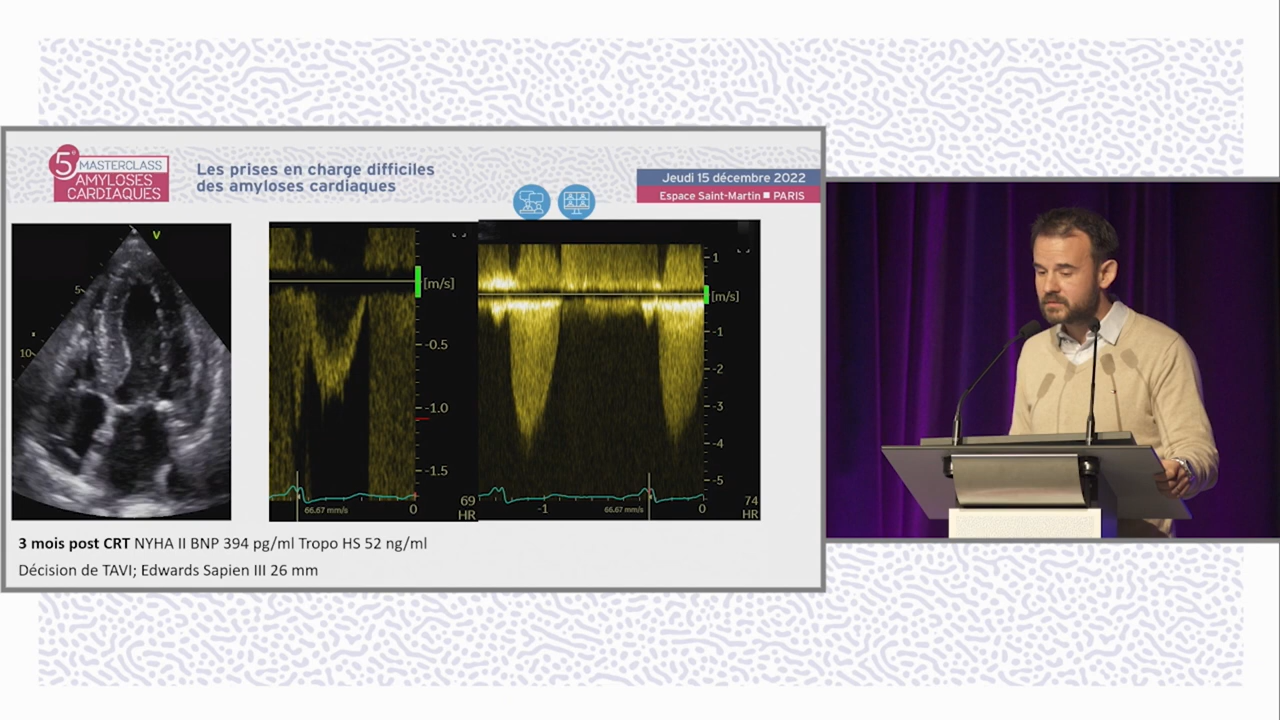 5e
MASTERCLASS
AMYLOSES
CARDIAQUES
Les prises en charge difficiles
des amyloses cardiaques
Jeudi 15 décembre 2022
Espace Saint-Martin ■ PARIS
V
5
10
[m/s]
-0.5
-1.0
-1.5
66.67 mm/s
0
69
HR
1
[m/s]
-1
-2
-3
-4
-5
-1
66.67 mm/s
0
74
HR
3 mois post CRT NYHA II BNP 394 pg/ml Tropo HS 52 ng/ml
Décision de TAVI; Edwards Sapien III 26 mm